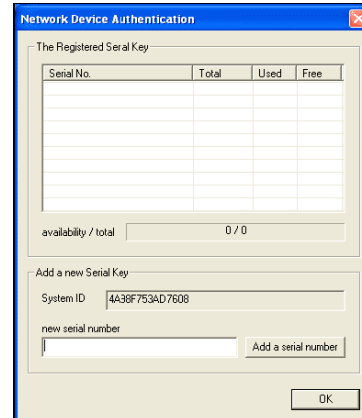 Network Device Authentication
The Registered Seral Key
Serial No. Total Used Free
availability / total 0 / 0
Add a new Serial Key
System ID 4A38F753AD7608
new serial number
Add a serial number
OK